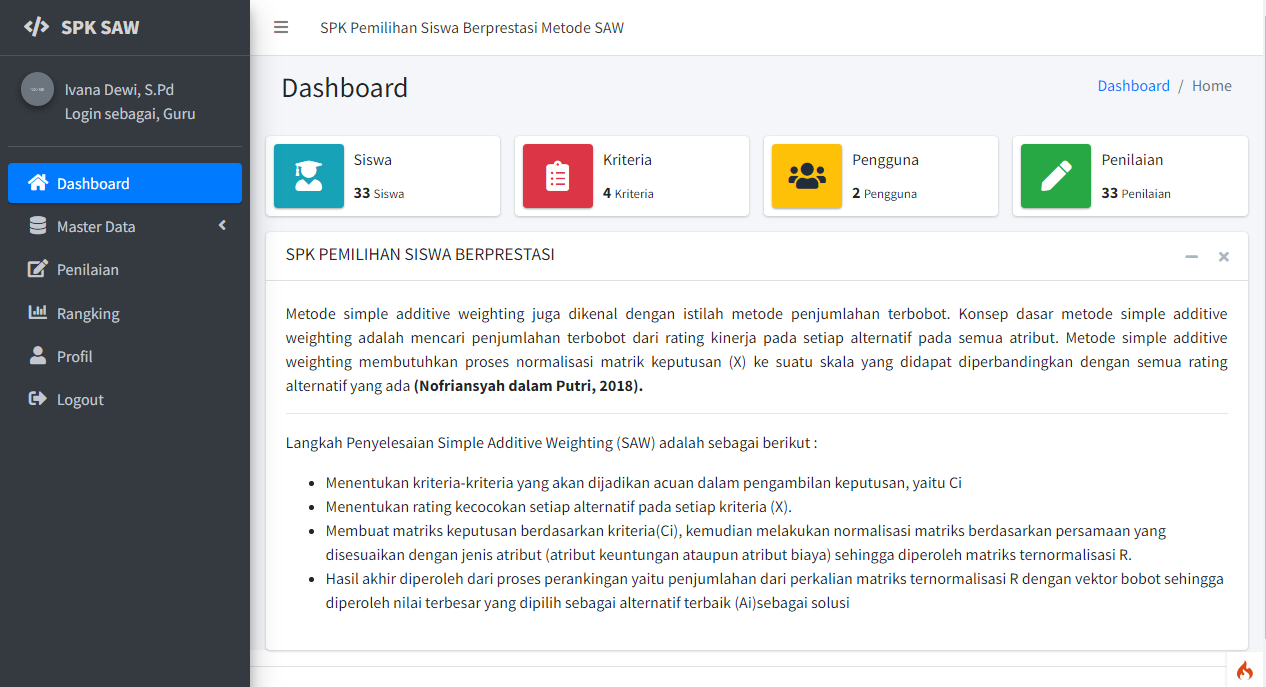 SPK SAW
SPK Pemilihan Siswa Berprestasi Metode SAW
Ivana Dewi, S.Pd
Login sebagai, Guru
Dashboard
Master Data
Penilaian
Rangking
Profil
Logout
Dashboard
Dashboard / Home
Siswa
33 Siswa
Kriteria
4 Kriteria
Pengguna
2 Pengguna
Penilaian
33 Penilaian
SPK PEMILIHAN SISWA BERPRESTASI
Metode simple additive weighting juga dikenal dengan istilah metode penjumlahan terbobot. Konsep dasar metode simple additive
weighting adalah mencari penjumlahan terbobot dari rating kinerja pada setiap alternatif pada semua atribut. Metode simple additive
weighting membutuhkan proses normalisasi matrik keputusan (X) ke suatu skala yang didapat diperbandingkan dengan semua rating
alternatif yang ada (Nofriansyah dalam Putri, 2018).
Langkah Penyelesaian Simple Additive Weighting (SAW) adalah sebagai berikut :
• Menentukan kriteria-kriteria yang akan dijadikan acuan dalam pengambilan keputusan, yaitu Ci
• Menentukan rating kecocokan setiap alternatif pada setiap kriteria (X).
• Membuat matriks keputusan berdasarkan kriteria(Ci), kemudian melakukan normalisasi matriks berdasarkan persamaan yang
disesuaikan dengan jenis atribut (atribut keuntungan ataupun atribut biaya) sehingga diperoleh matriks ternormalisasi R.
• Hasil akhir diperoleh dari proses perankingan yaitu penjumlahan dari perkalian matriks ternormalisasi R dengan vektor bobot sehingga
diperoleh nilai terbesar yang dipilih sebagai alternatif terbaik (Ai)sebagai solusi